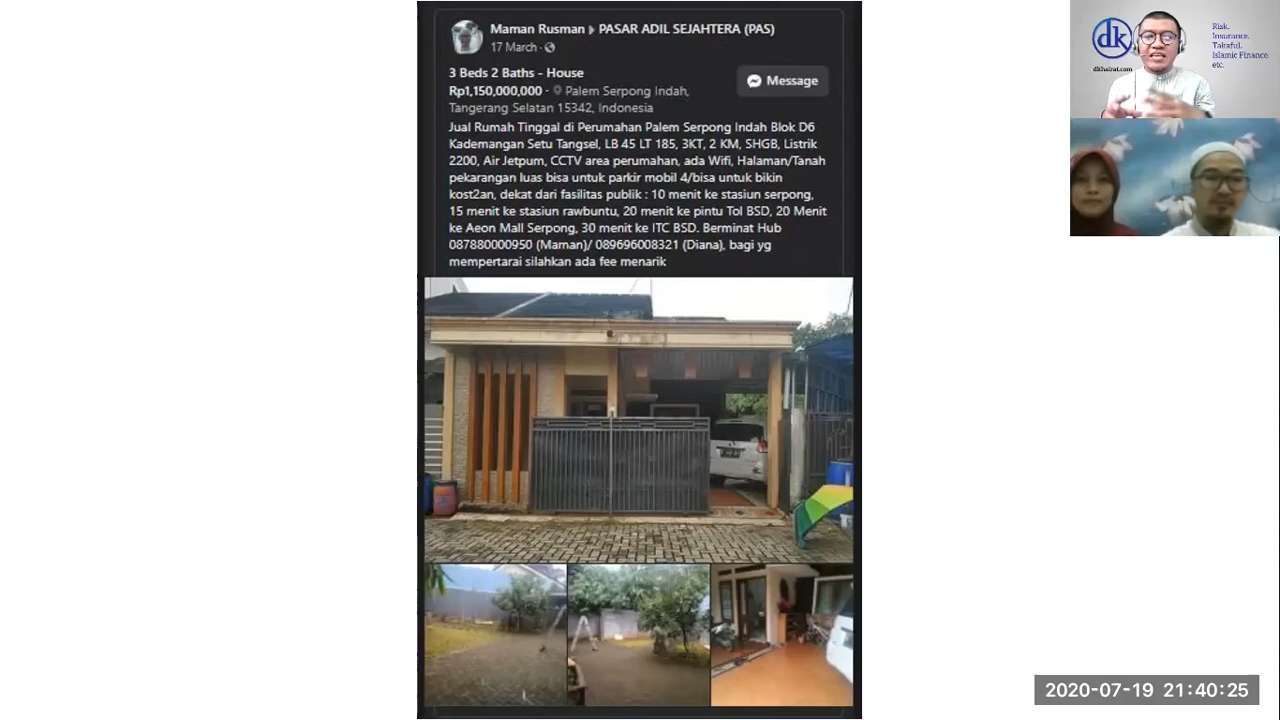 Maman Rusman ▸ PASAR ADIL SEJAHTERA (PAS)
17 March ·
3 Beds 2 Baths - House
Rp1,150,000,000 · Palem Serpong Indah,
Tangerang Selatan 15342, Indonesia
Message
Jual Rumah Tinggal di Perumahan Palem Serpong Indah Blok D6
Kademangan Setu Tangsel, LB 45 LT 185, 3KT, 2 KM, SHGB, Listrik
2200, Air Jetpum, CCTV area perumahan, ada Wifi, Halaman/Tanah
pekarangan luas bisa untuk parkir mobil 4/bisa untuk bikin
kost2an, dekat dari fasilitas publik : 10 menit ke stasiun serpong,
15 menit ke stasiun rawbuntu, 20 menit ke pintu Tol BSD, 20 Menit
ke Aeon Mall Serpong, 30 menit ke ITC BSD. Berminat Hub
087880000950 (Maman)/ 089696008321 (Diana), bagi yg
mempertarai silahkan ada fee menarik
dk
dkhairat.com
Risk.
Insurance.
Takaful.
Islamic Finance.
etc.
2020-07-19 21:40:25